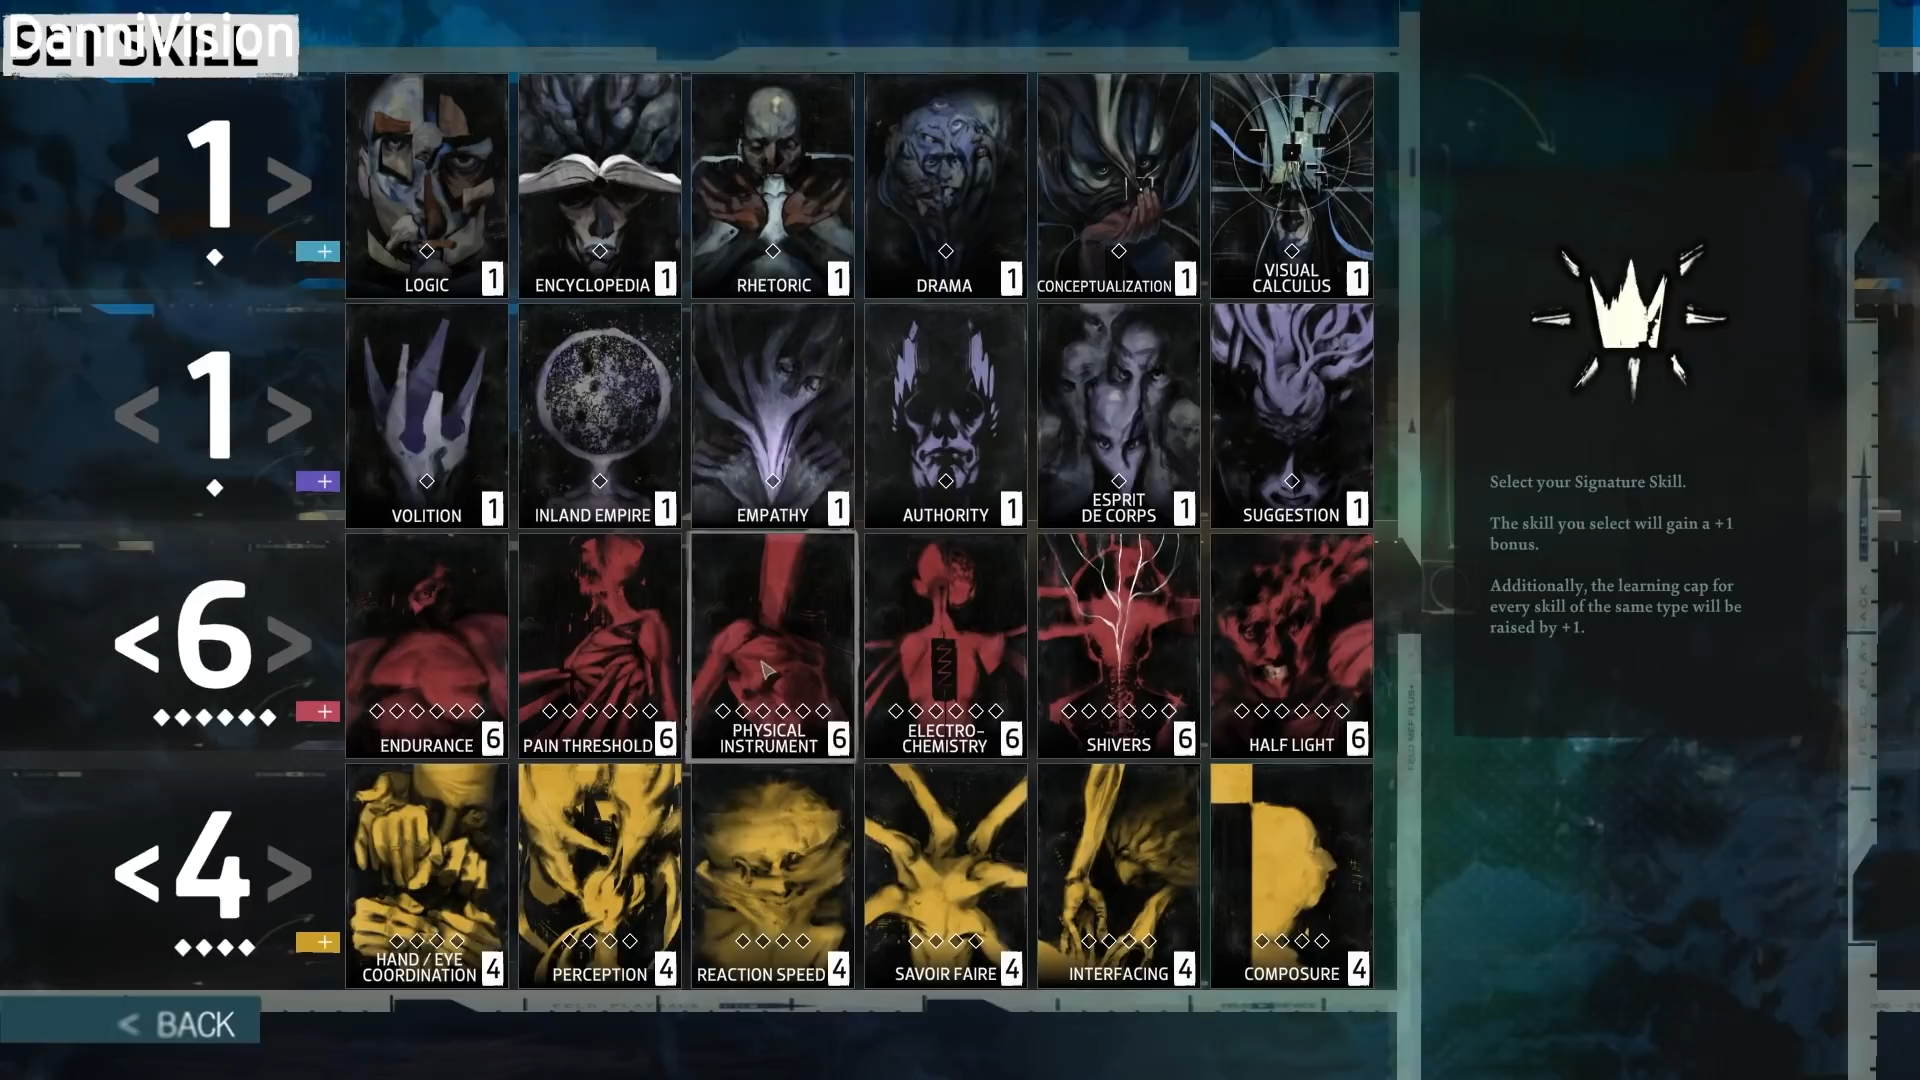 DanniVision
SET SKILL
< 1 >
+
LOGIC 1
ENCYCLOPEDIA 1
RHETORIC 1
DRAMA 1
CONCEPTUALIZATION 1
VISUAL
CALCULUS 1
< 1 >
+
VOLITION 1
INLAND EMPIRE 1
EMPATHY 1
AUTHORITY 1
ESPRIT
DE CORPS 1
SUGGESTION 1
< 6 >
+
ENDURANCE 6
PAIN THRESHOLD 6
PHYSICAL
INSTRUMENT 6
ELECTRO-
CHEMISTRY 6
SHIVERS 6
HALF LIGHT 6
< 4 >
+
HAND / EYE
COORDINATION 4
PERCEPTION 4
REACTION SPEED 4
SAVOIR FAIRE 4
INTERFACING 4
COMPOSURE 4
< BACK
Select your Signature Skill.
The skill you select will gain a +1
bonus.
Additionally, the learning cap for
every skill of the same type will be
raised by +1.